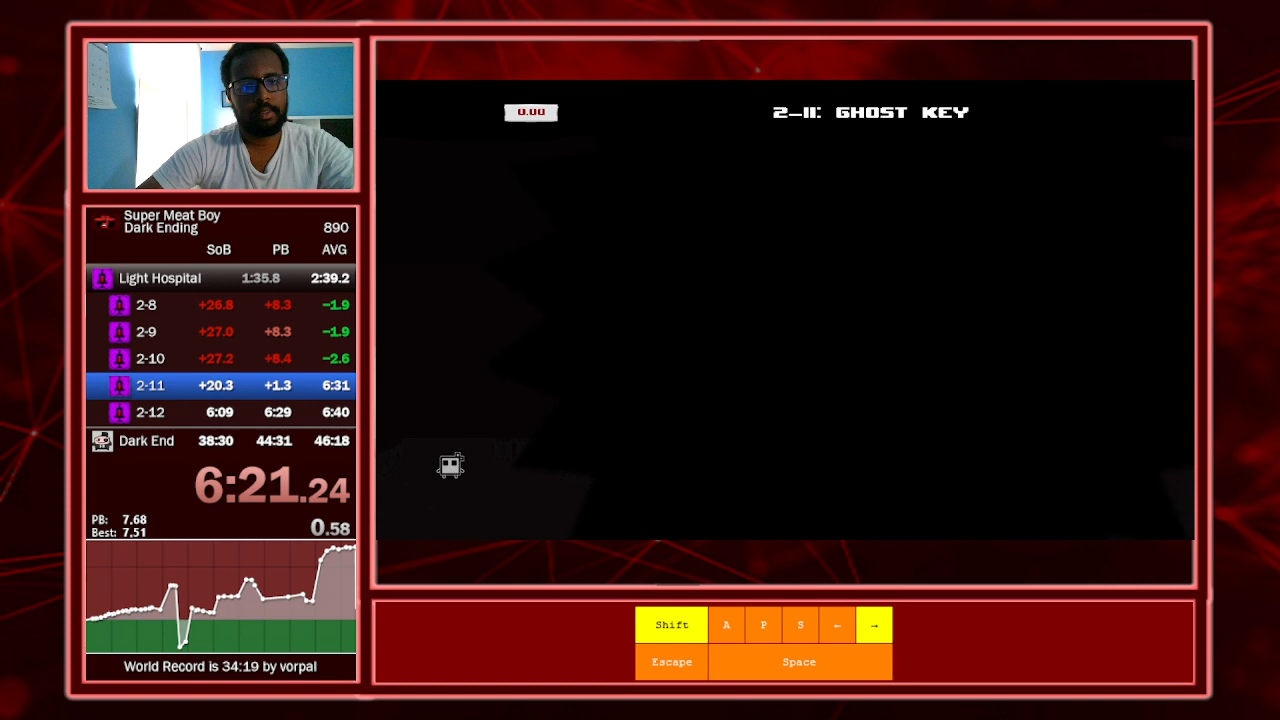 0.00
2-11: GHOST KEY
Super Meat Boy
Dark Ending 890
SoB PB AVG
Light Hospital 1:35.8 2:39.2
2-8 +26.8 +8.3 -1.9
2-9 +27.0 +8.3 -1.9
2-10 +27.2 +8.4 -2.6
2-11 +20.3 +1.3 6:31
2-12 6:09 6:29 6:40
Dark End 38:30 44:31 46:18
6:21.24
PB: 7.68
Best: 7.51
0.58
World Record is 34:19 by vorpal
Shift A P S ← →
Escape Space